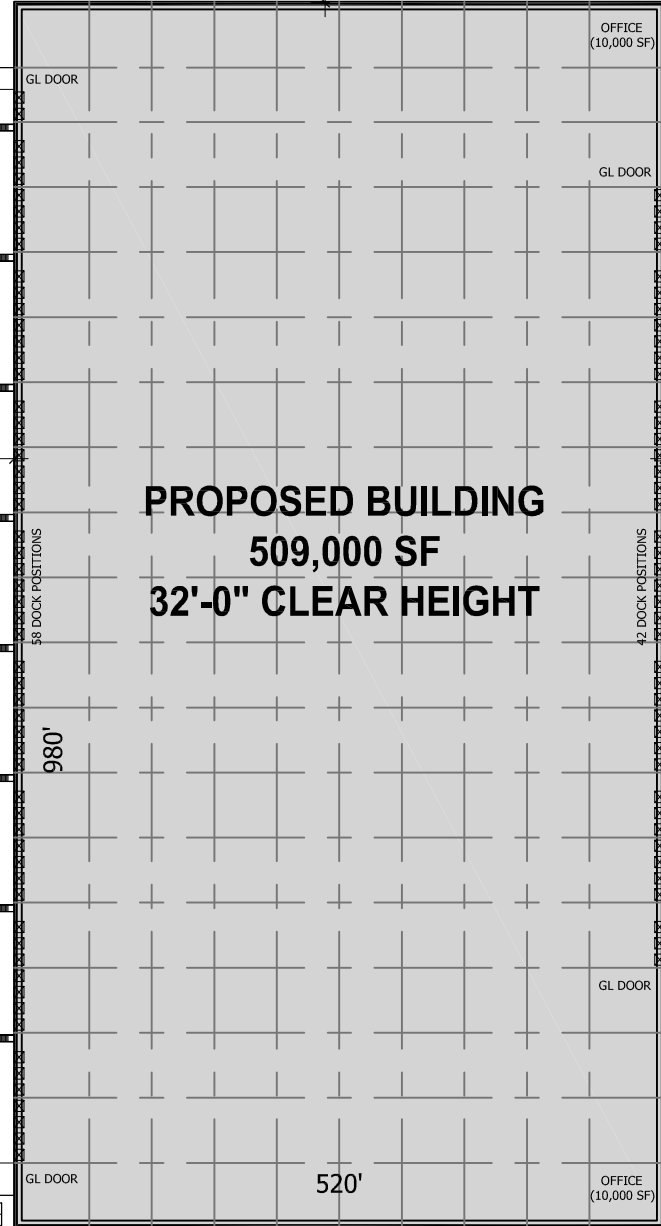 OFFICE
(10,000 SF)
GL DOOR
GL DOOR
PROPOSED BUILDING
509,000 SF
32'-0" CLEAR HEIGHT
58 DOCK POSITIONS
42 DOCK POSITIONS
980'
GL DOOR
GL DOOR
520'
OFFICE
(10,000 SF)